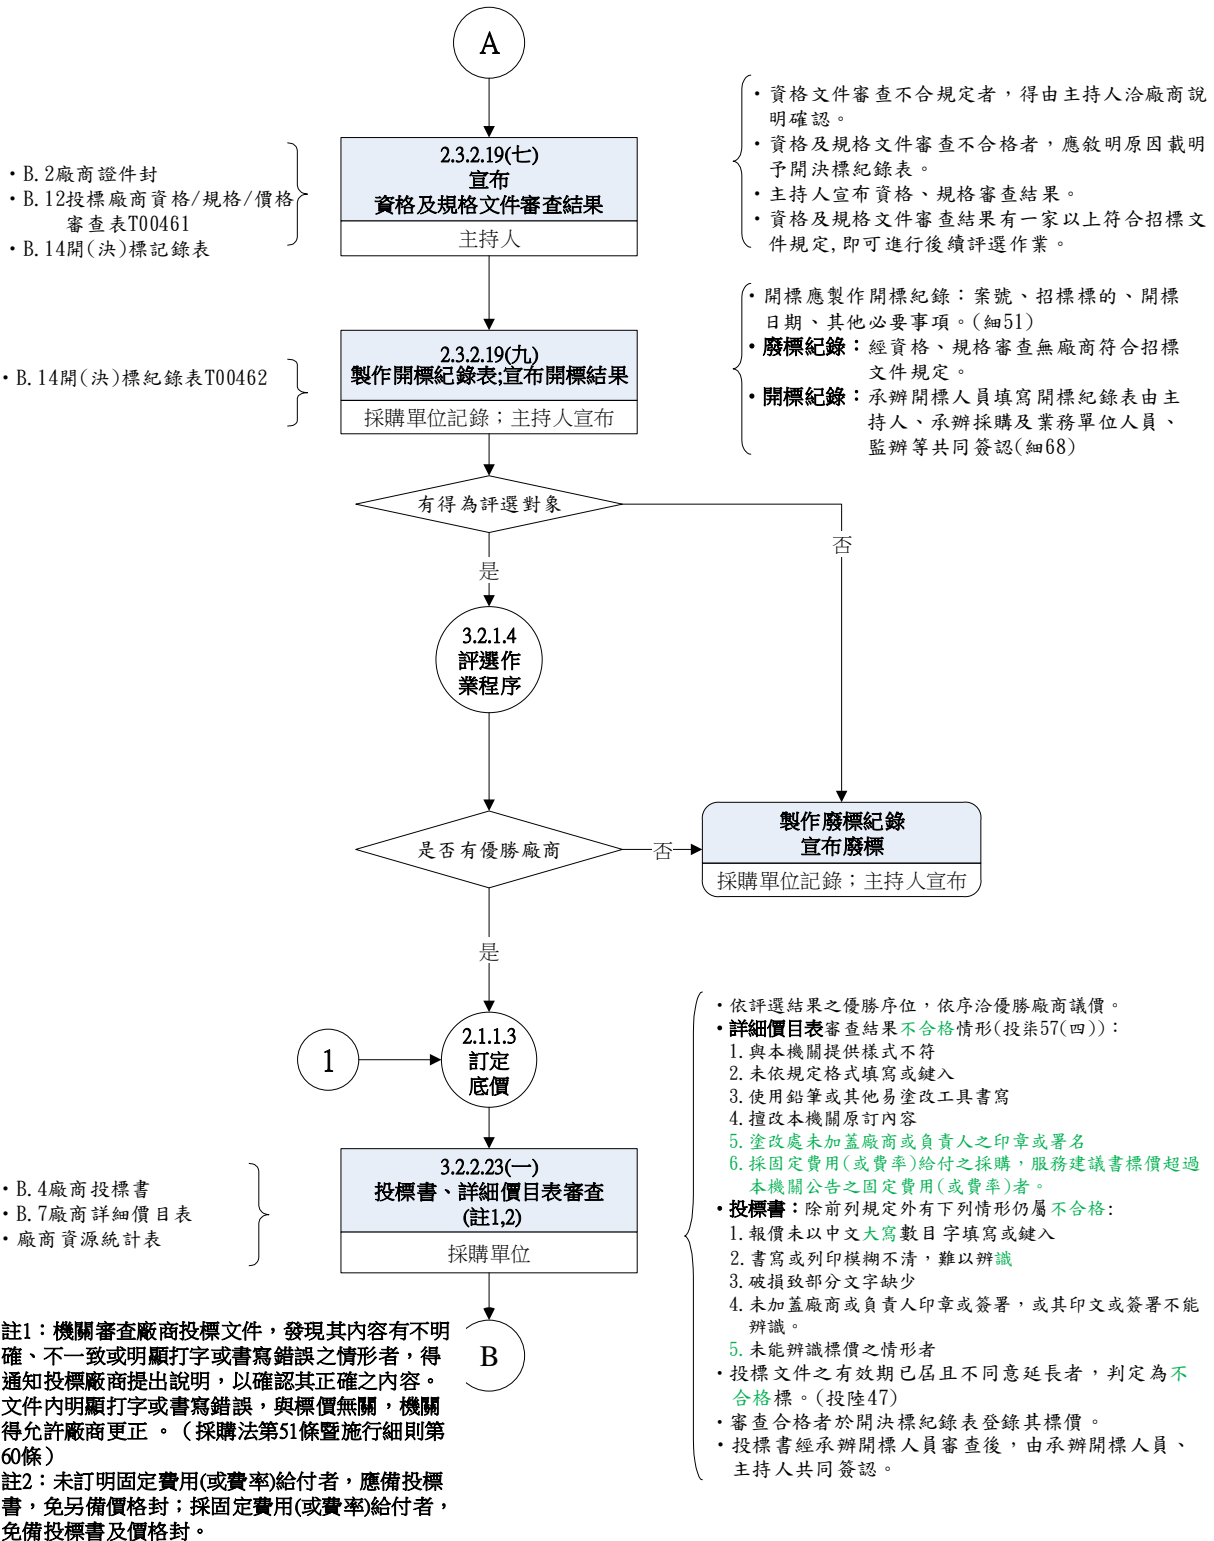 A
・資格文件審查不合規定者，得由主持人洽廠商說
明確認。
・資格及規格文件審查不合格者，應敘明原因載明
予開決標紀錄表。
・主持人宣布資格、規格審查結果。
・資格及規格文件審查結果有一家以上符合招標文
件規定,即可進行後續評選作業。
2.3.2.19(七)
宣布
資格及規格文件審查結果
主持人
・B.2廠商證件封
・B.12投標廠商資格/規格/價格
審查表T00461
・B.14開(決)標記錄表
・開標應製作開標紀錄：案號、招標標的、開標
日期、其他必要事項。(細51)
・廢標紀錄：經資格、規格審查無廠商符合招標
文件規定。
・開標紀錄：承辦開標人員填寫開標紀錄表由主
持人、承辦採購及業務單位人員、
監辦等共同簽認(細68)
2.3.2.19(九)
製作開標紀錄表;宣布開標結果
採購單位記錄；主持人宣布
・B.14開(決)標紀錄表T00462
有得為評選對象
否
是
3.2.1.4
評選作
業程序
是否有優勝廠商
否
製作廢標紀錄
宣布廢標
採購單位記錄；主持人宣布
是
1
2.1.1.3
訂定
底價
・依評選結果之優勝序位，依序洽優勝廠商議價。
・詳細價目表審查結果不合格情形(投柒57(四))：
1.與本機關提供樣式不符
2.未依規定格式填寫或鍵入
3.使用鉛筆或其他易塗改工具書寫
4.擅改本機關原訂內容
5.塗改處未加蓋廠商或負責人之印章或署名
6.採固定費用(或費率)給付之採購，服務建議書標價超過
本機關公告之固定費用(或費率)者。
・投標書：除前列規定外有下列情形仍屬不合格:
1.報價未以中文大寫數目字填寫或鍵入
2.書寫或列印模糊不清，難以辨識
3.破損致部分文字缺少
4.未加蓋廠商或負責人印章或簽署，或其印文或簽署不能
辨識。
5.未能辨識標價之情形者
・投標文件之有效期已屆且不同意延長者，判定為不
合格標。(投陸47)
・審查合格者於開決標紀錄表登錄其標價。
・投標書經承辦開標人員審查後，由承辦開標人員、
主持人共同簽認。
3.2.2.23(一)
投標書、詳細價目表審查
(註1,2)
採購單位
・B.4廠商投標書
・B.7廠商詳細價目表
・廠商資源統計表
B
註1：機關審查廠商投標文件，發現其內容有不明
確、不一致或明顯打字或書寫錯誤之情形者，得
通知投標廠商提出說明，以確認其正確之內容。
文件內明顯打字或書寫錯誤，與標價無關，機關
得允許廠商更正 。（採購法第51條暨施行細則第
60條）
註2：未訂明固定費用(或費率)給付者，應備投標
書，免另備價格封；採固定費用(或費率)給付者，
免備投標書及價格封。